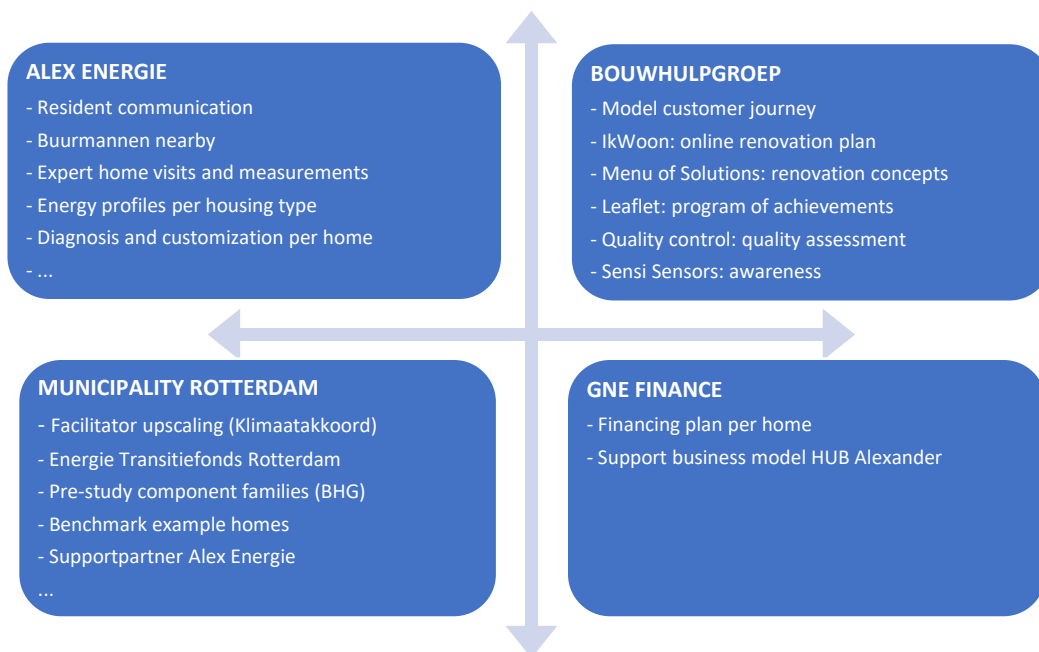 ALEX ENERGIE
- Resident communication
- Buurmannen nearby
- Expert home visits and measurements
- Energy profiles per housing type
- Diagnosis and customization per home
- ...
BOUWHULPGROEP
- Model customer journey
- IkWoon: online renovation plan
- Menu of Solutions: renovation concepts
- Leaflet: program of achievements
- Quality control: quality assessment
- Sensi Sensors: awareness
MUNICIPALITY ROTTERDAM
- Facilitator upscaling (Klimaatakkoord)
- Energie Transitiefonds Rotterdam
- Pre-study component families (BHG)
- Benchmark example homes
- Supportpartner Alex Energie
...
GNE FINANCE
- Financing plan per home
- Support business model HUB Alexander